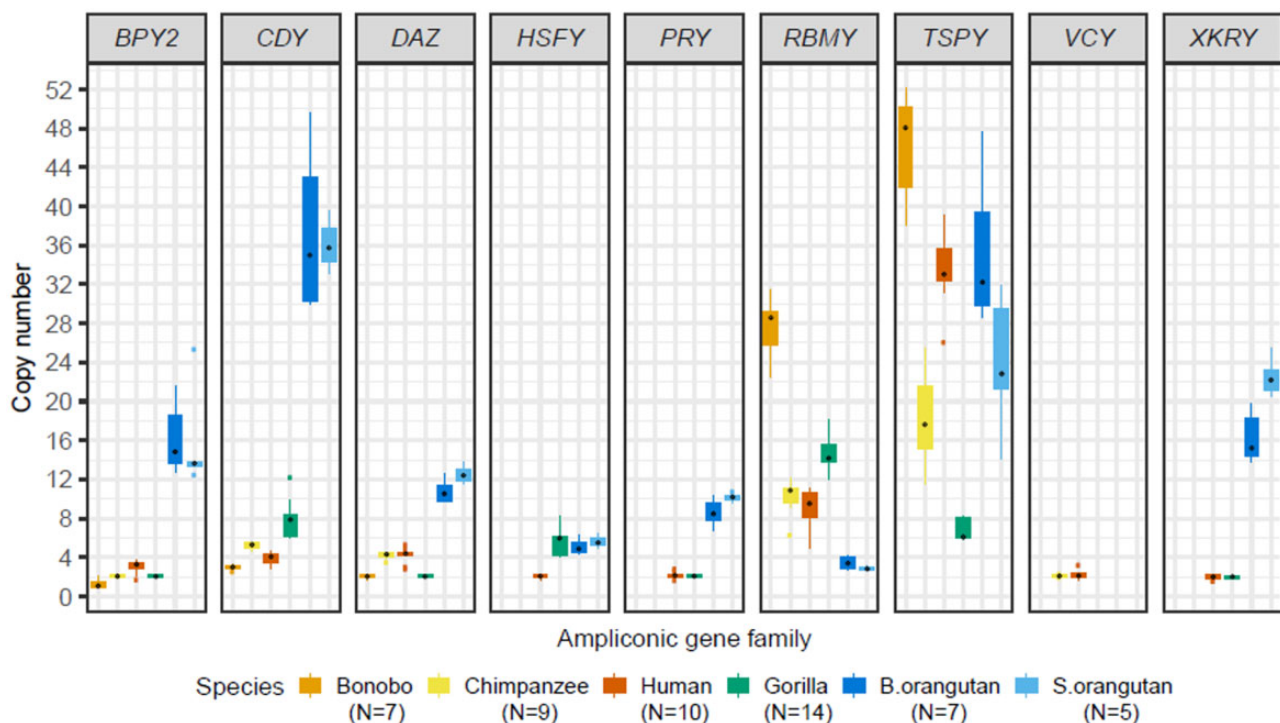 BPY2 CDY DAZ HSFY PRY RBMY TSPY VCY XKRY
52
48
44
40
36
32
28
24
20
16
12
8
4
0
Copy number
Ampliconic gene family
Species Bonobo Chimpanzee Human Gorilla B.orangutan S.orangutan
(N=7) (N=9) (N=10) (N=14) (N=7) (N=5)